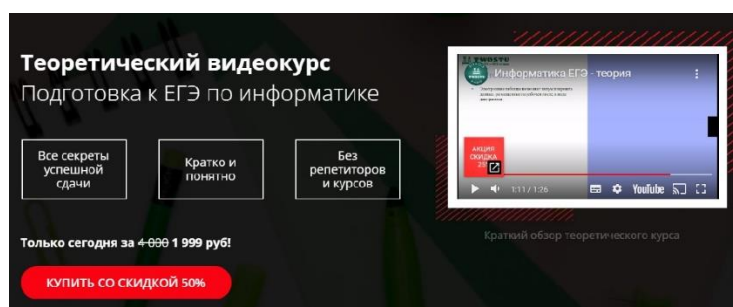 Теоретический видеокурс
Подготовка к ЕГЭ по информатике
Все секреты
успешной
сдачи
Кратко и
понятно
Без
репетиторов
и курсов
Только сегодня за 4 000 1 999 руб!
КУПИТЬ СО СКИДКОЙ 50%
Информатика ЕГЭ - теория
АКЦИЯ
СКИДКА
1:11 / 1:26
YouTube
Краткий обзор теоретического курса